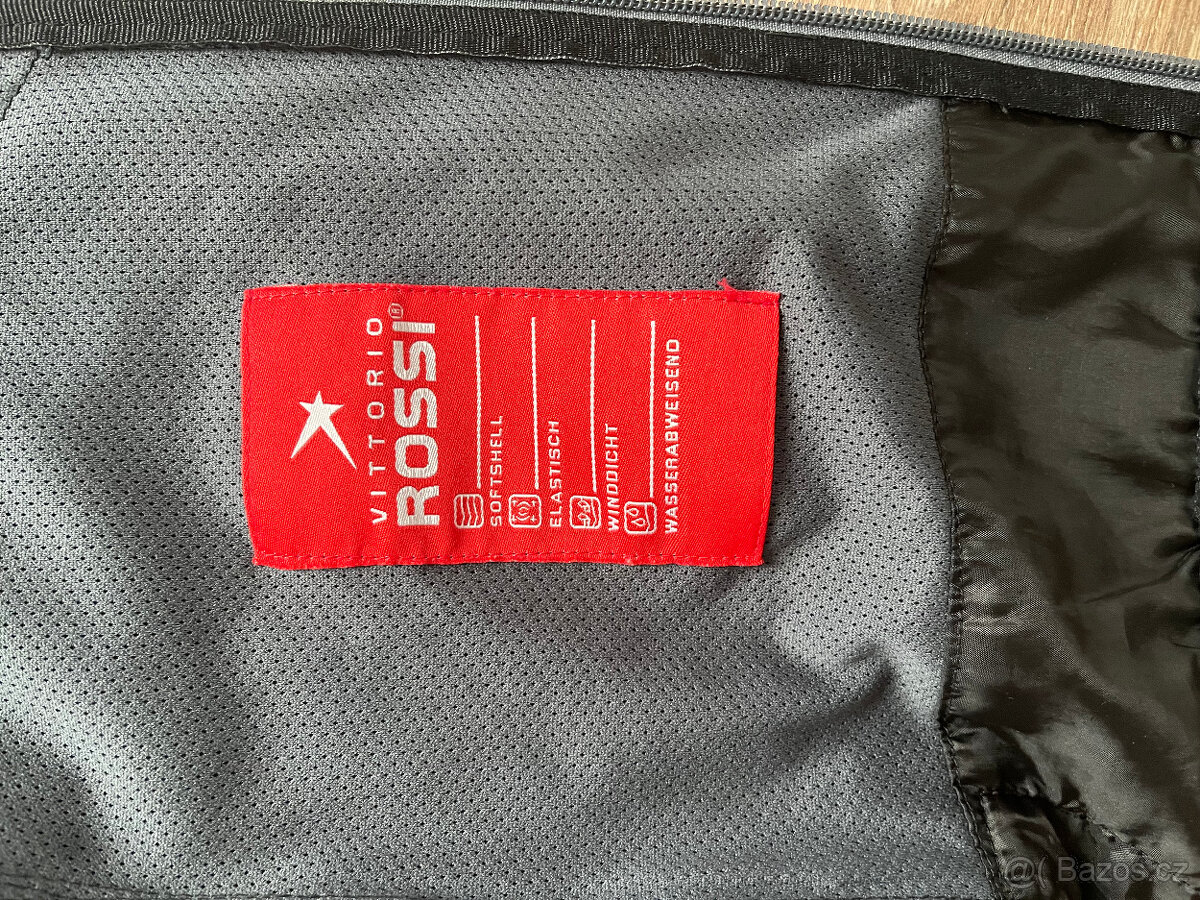 VITTORIO
ROSSI®
SOFTSHELL
ELASTISCH
WINDDICHT
WASSERABWEISEND
@( Bazos.cz